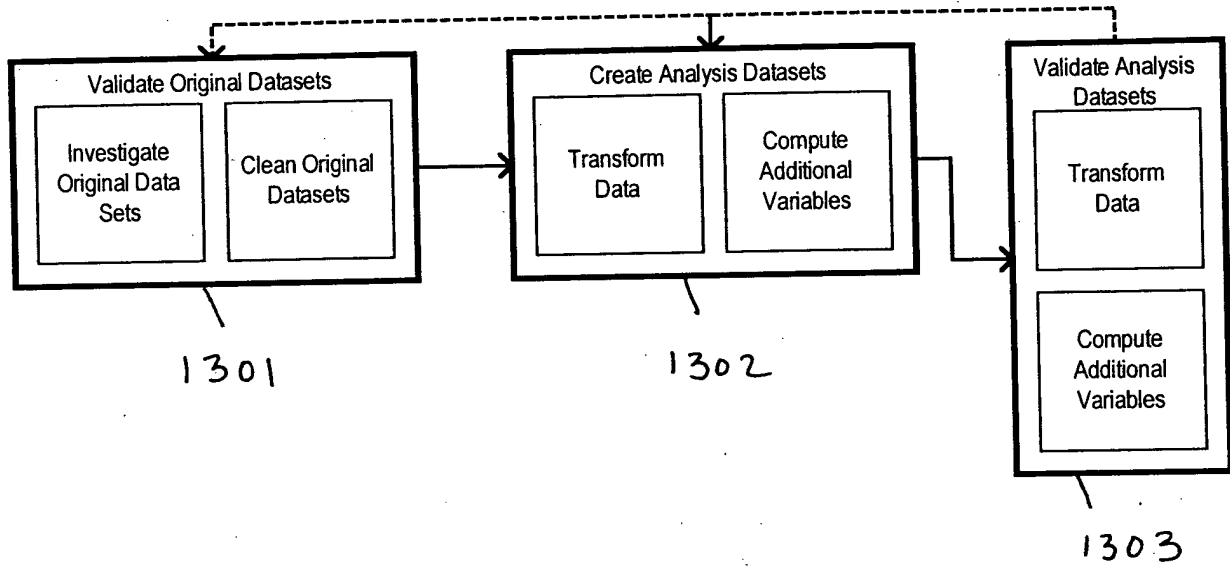 Validate Original Datasets
Investigate
Original Data
Sets
Clean Original
Datasets
1301
Create Analysis Datasets
Transform
Data
Compute
Additional
Variables
1302
Validate Analysis
Datasets
Transform
Data
Compute
Additional
Variables
1303